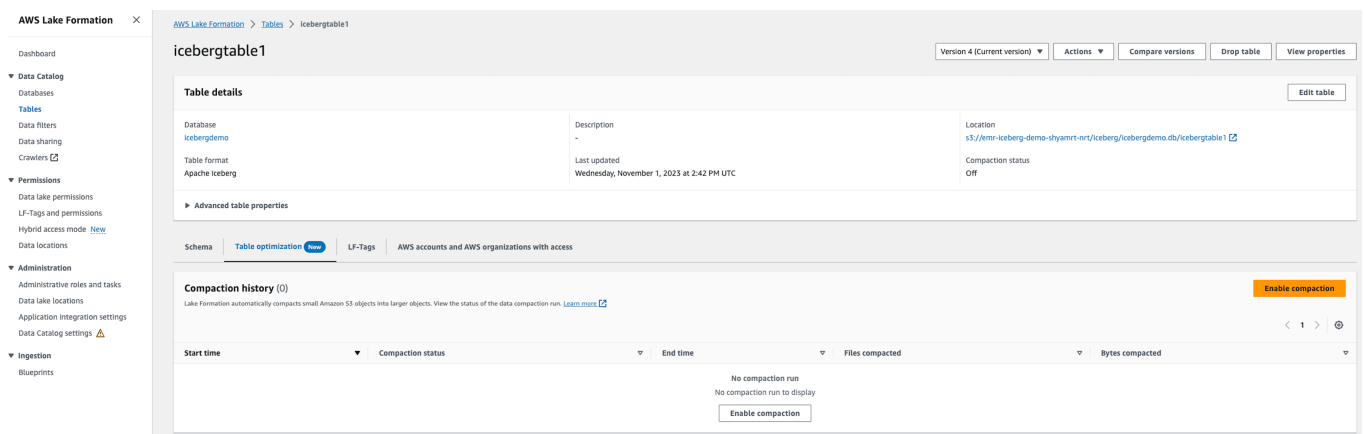 AWS Lake Formation
AWS Lake Formation > Tables > icebergtable1
icebergtable1
Version 4 (Current version)
Actions
Compare versions
Drop table
View properties
Dashboard
Data Catalog
Databases
Tables
Data filters
Data sharing
Crawlers
Permissions
Data lake permissions
LF-Tags and permissions
Hybrid access mode New
Data locations
Administration
Administrative roles and tasks
Data lake locations
Application integration settings
Data Catalog settings
Ingestion
Blueprints
Table details
Edit table
Database
icebergdemo
Description
-
Location
s3://emr-iceberg-demo-shyamrt-nrt/iceberg/icebergdemo.db/icebergtable1
Table format
Apache Iceberg
Last updated
Wednesday, November 1, 2023 at 2:42 PM UTC
Compaction status
Off
Advanced table properties
Schema
Table optimization New
LF-Tags
AWS accounts and AWS organizations with access
Compaction history (0)
Enable compaction
Lake Formation automatically compacts small Amazon S3 objects into larger objects. View the status of the data compaction run. Learn more
< 1 >
Start time
Compaction status
End time
Files compacted
Bytes compacted
No compaction run
No compaction run to display
Enable compaction